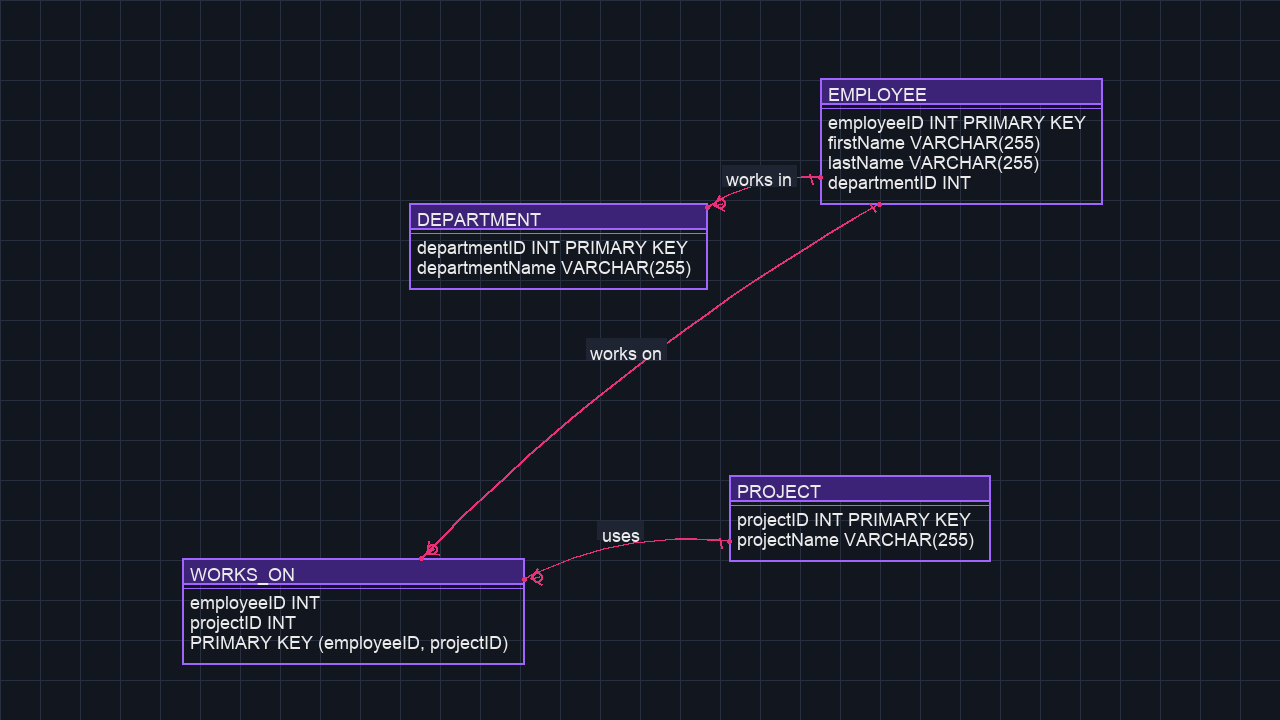 EMPLOYEE
employeeID INT PRIMARY KEY
firstName VARCHAR(255)
lastName VARCHAR(255)
departmentID INT
works in
DEPARTMENT
departmentID INT PRIMARY KEY
departmentName VARCHAR(255)
works on
PROJECT
projectID INT PRIMARY KEY
projectName VARCHAR(255)
uses
WORKS_ON
employeeID INT
projectID INT
PRIMARY KEY (employeeID, projectID)